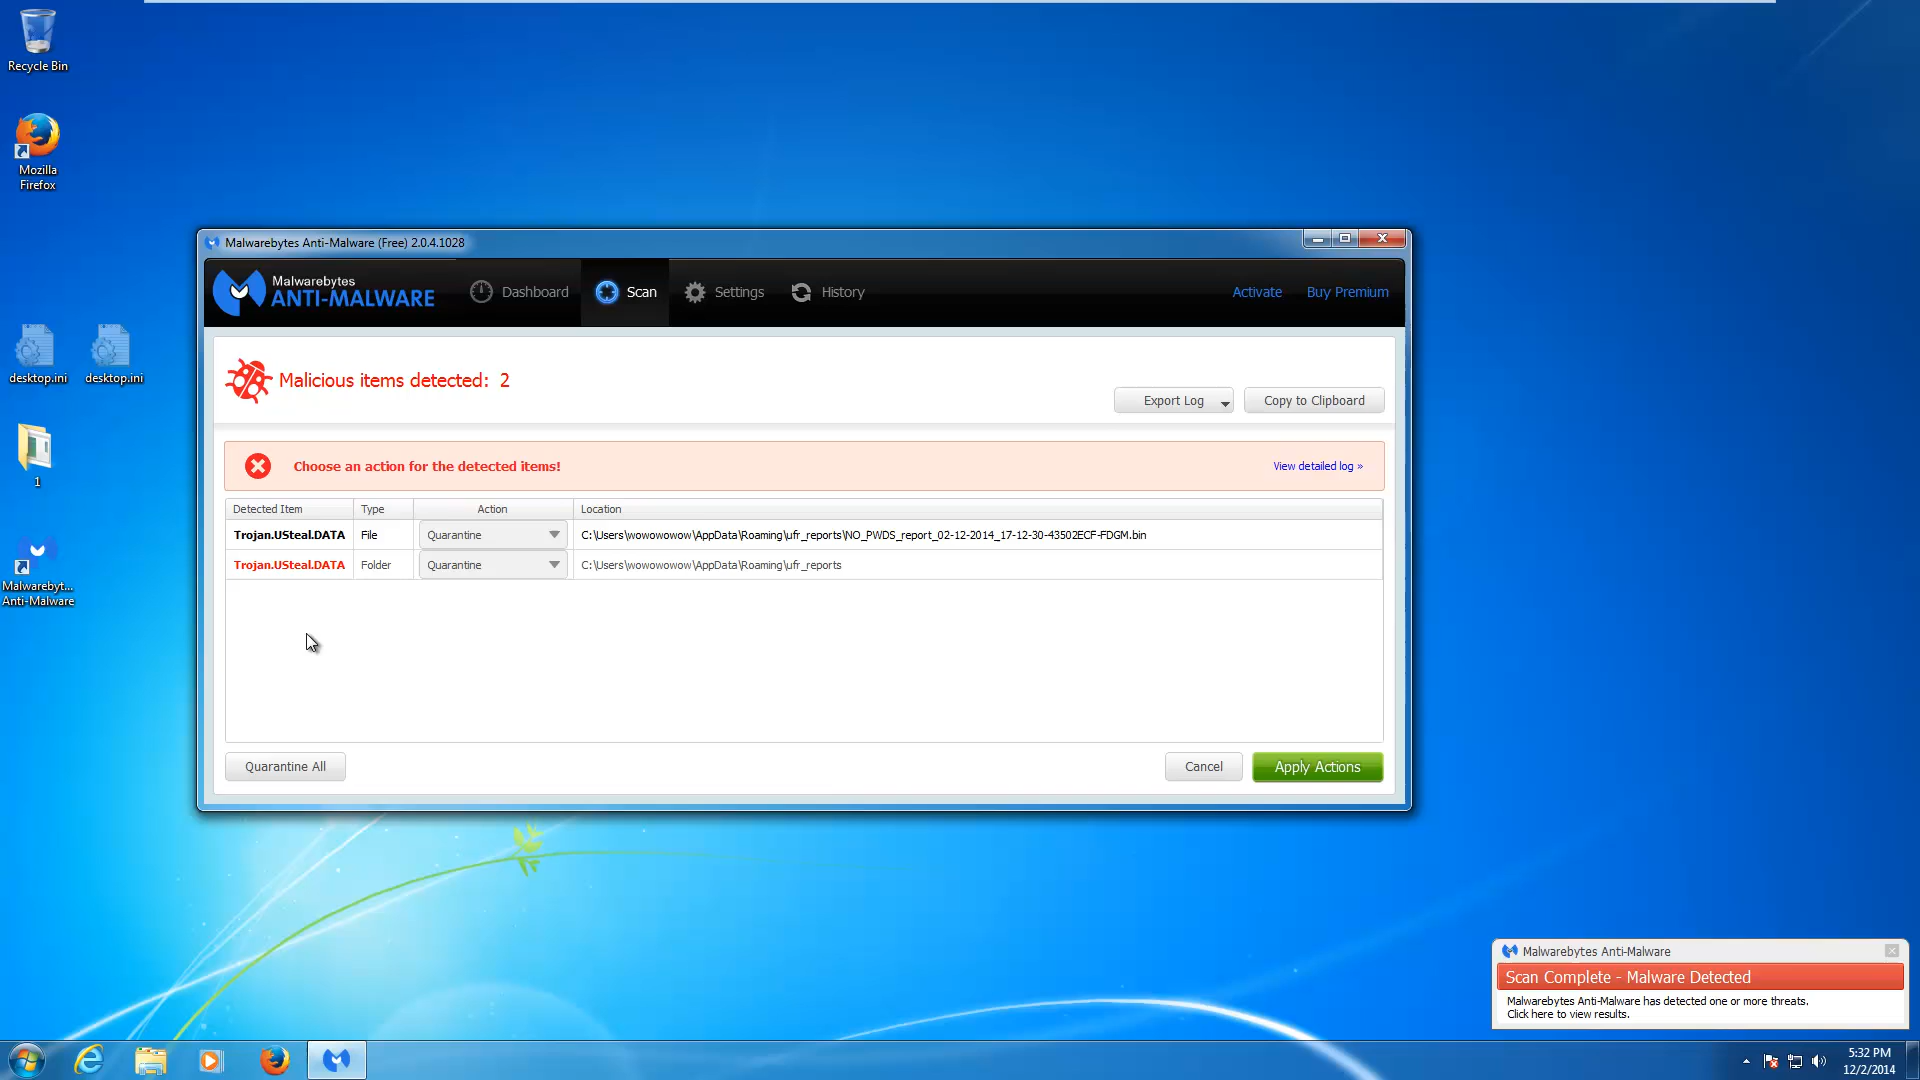 Recycle Bin
Mozilla
Firefox
desktop.ini
desktop.ini
1
Malwarebyt...
Anti-Malware
Malwarebytes Anti-Malware (Free) 2.0.4.1028
Malwarebytes
ANTI-MALWARE
Dashboard
Scan
Settings
History
Activate
Buy Premium
Malicious items detected: 2
Export Log
Copy to Clipboard
Choose an action for the detected items!
View detailed log »
Detected Item
Type
Action
Location
Trojan.USteal.DATA
File
Quarantine
C:\Users\wowowowow\AppData\Roaming\ufr_reports\NO_PWDS_report_02-12-2014_17-12-30-43502ECF-FDGM.bin
Trojan.USteal.DATA
Folder
Quarantine
C:\Users\wowowowow\AppData\Roaming\ufr_reports
Quarantine All
Cancel
Apply Actions
Malwarebytes Anti-Malware
Scan Complete - Malware Detected
Malwarebytes Anti-Malware has detected one or more threats.
Click here to view results.
5:32 PM
12/2/2014